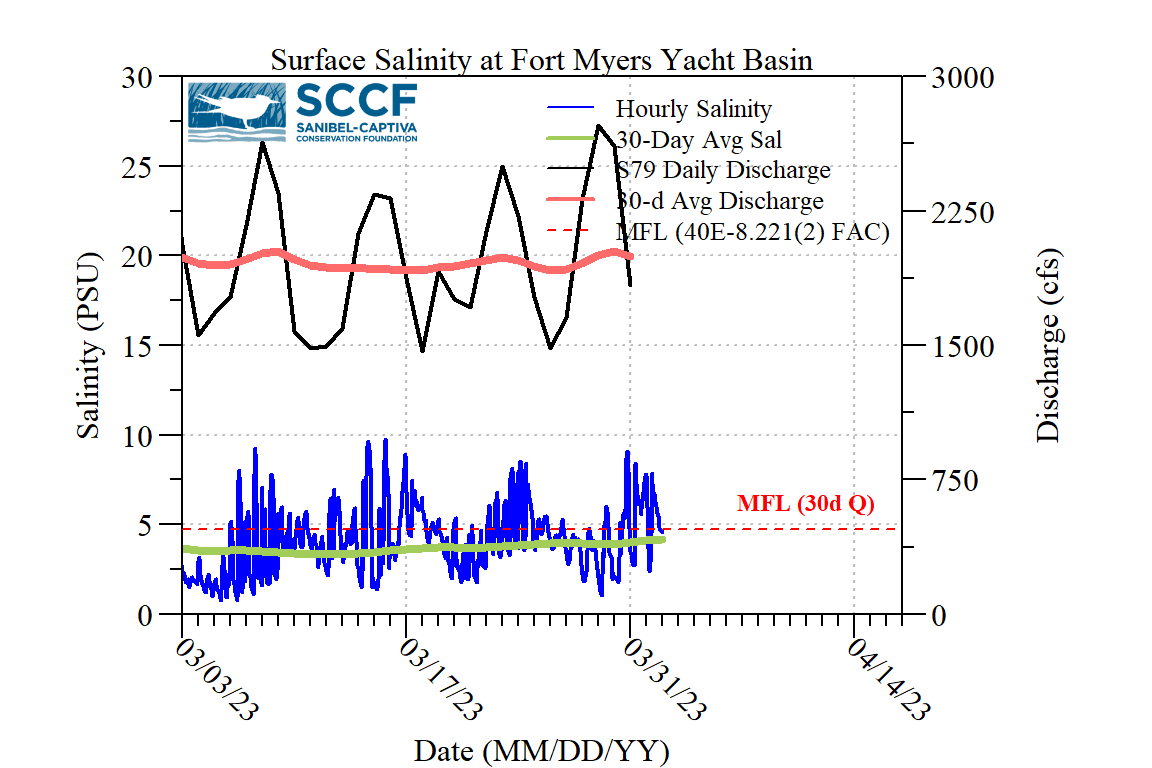 Surface Salinity at Fort Myers Yacht Basin
SCCF
SANIBEL-CAPTIVA
CONSERVATION FOUNDATION
Hourly Salinity
30-Day Avg Sal
S79 Daily Discharge
30-d Avg Discharge
MFL (40E-8.221(2) FAC)
MFL (30d Q)
Salinity (PSU)
30
25
20
15
10
5
0
Discharge (cfs)
3000
2250
1500
750
0
03/03/23
03/17/23
03/31/23
04/14/23
Date (MM/DD/YY)